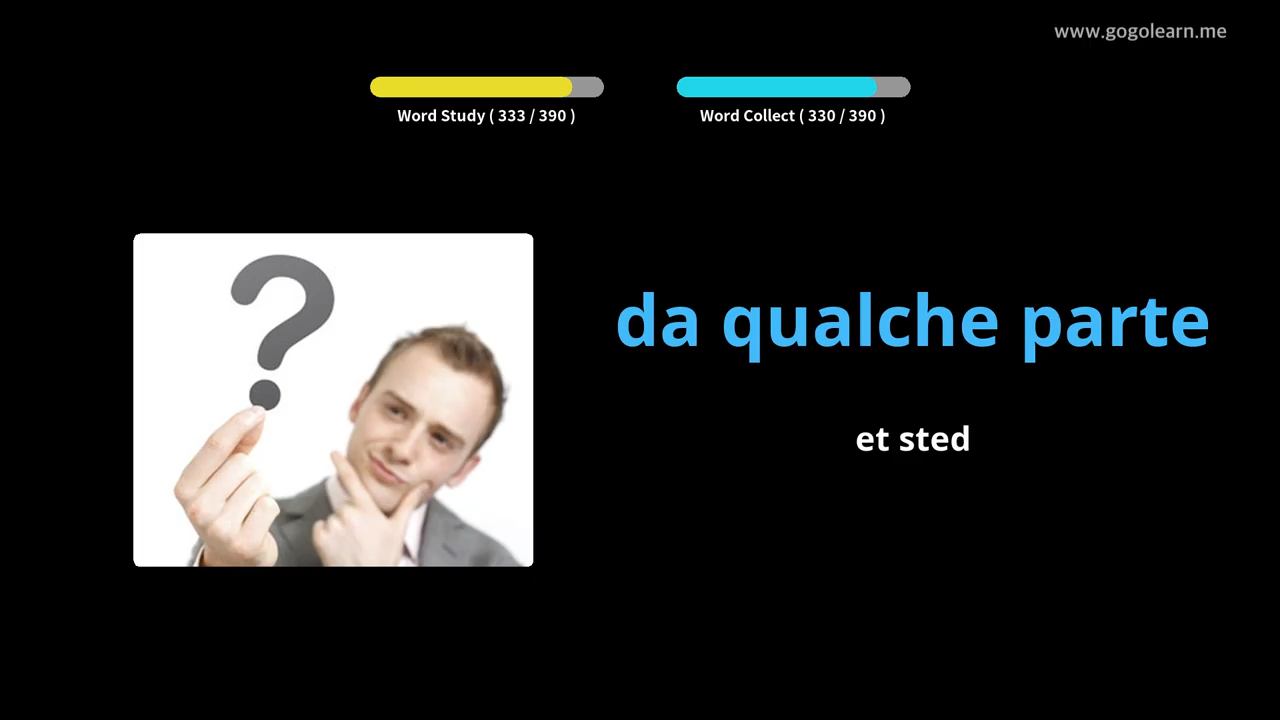 www.gogolearn.me
Word Study ( 333 / 390 )
Word Collect ( 330 / 390 )
da qualche parte
et sted